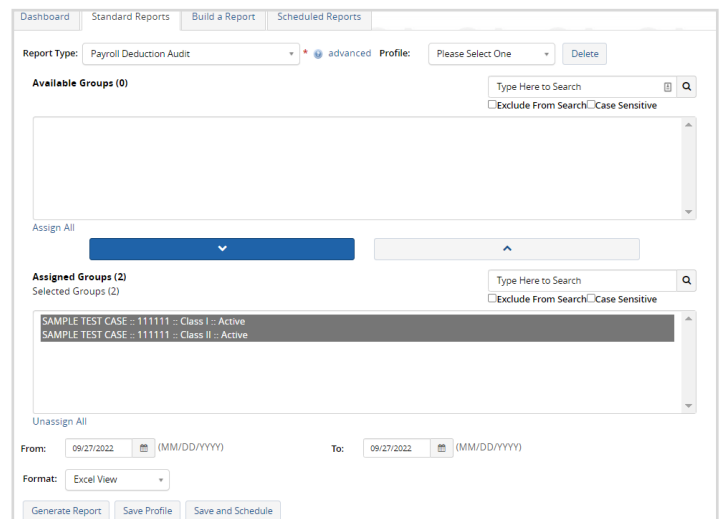 Dashboard Standard Reports Build a Report Scheduled Reports
Report Type: Payroll Deduction Audit * advanced Profile: Please Select One Delete
Available Groups (0)
Type Here to Search
Exclude From Search Case Sensitive
Assign All
Assigned Groups (2)
Type Here to Search
Selected Groups (2)
Exclude From Search Case Sensitive
SAMPLE TEST CASE :: 111111 :: Class I :: Active
SAMPLE TEST CASE :: 111111 :: Class II :: Active
Unassign All
From: 09/27/2022 (MM/DD/YYYY) To: 09/27/2022 (MM/DD/YYYY)
Format: Excel View
Generate Report Save Profile Save and Schedule